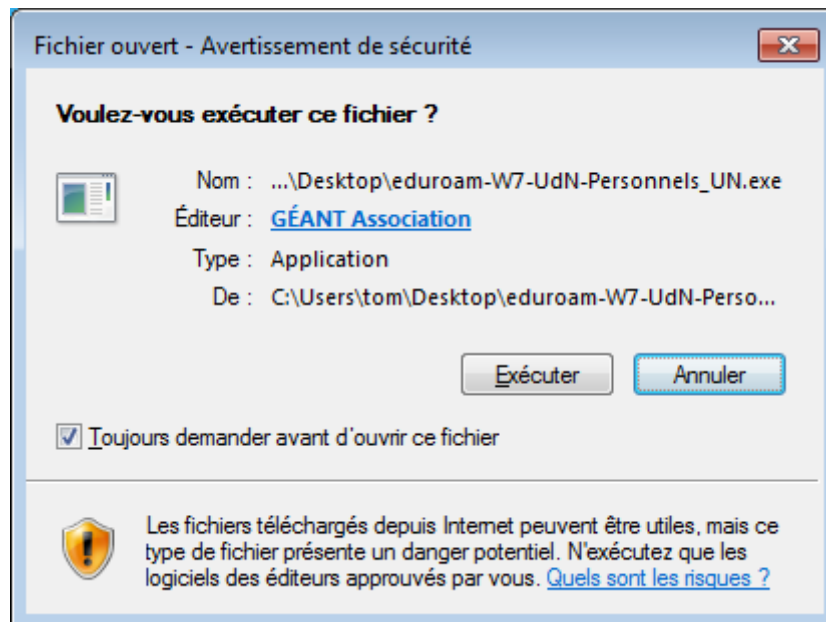 Fichier ouvert - Avertissement de sécurité
Voulez-vous exécuter ce fichier ?
Nom : ...\Desktop\eduroam-W7-UdN-Personnels_UN.exe
Éditeur : GÉANT Association
Type : Application
De : C:\Users\tom\Desktop\eduroam-W7-UdN-Perso...
Exécuter Annuler
Toujours demander avant d'ouvrir ce fichier
Les fichiers téléchargés depuis Internet peuvent être utiles, mais ce
type de fichier présente un danger potentiel. N'exécutez que les
logiciels des éditeurs approuvés par vous. Quels sont les risques ?